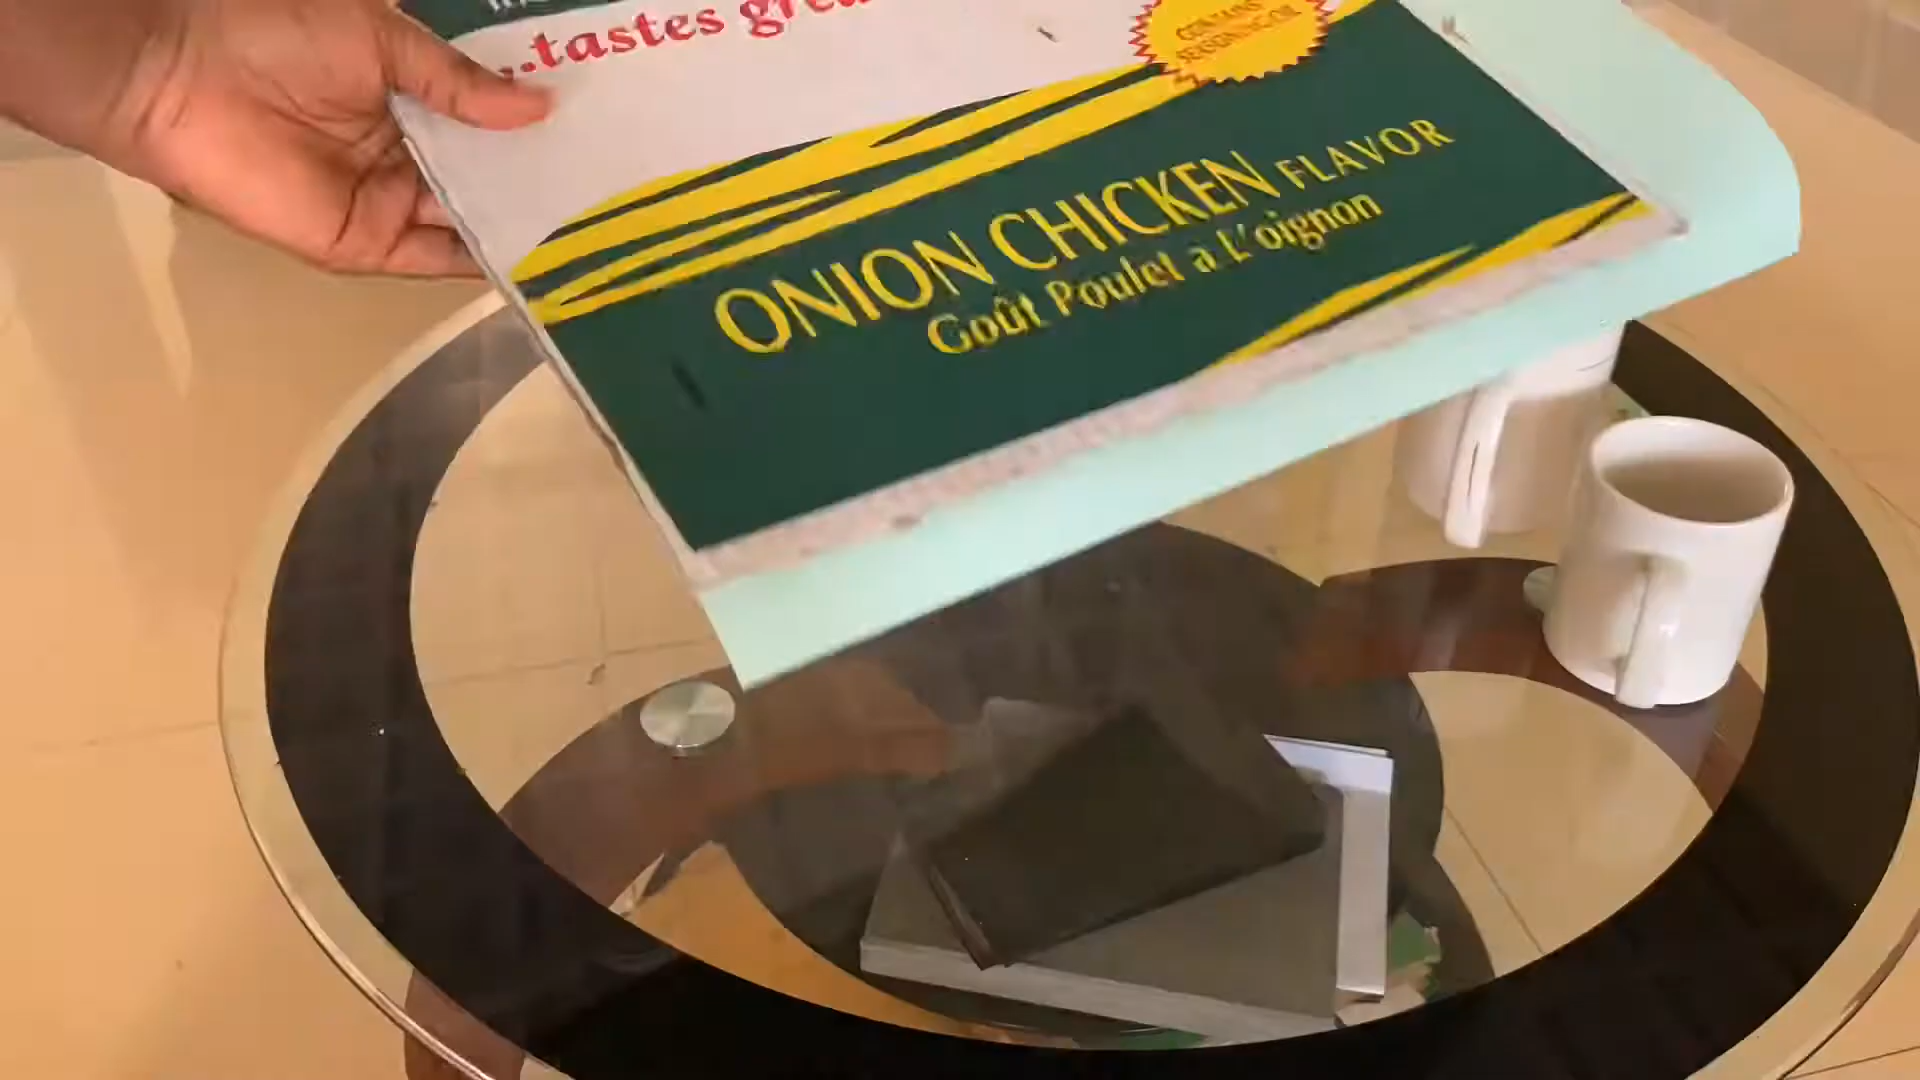 ...tastes grea
ONION CHICKEN FLAVOR
Goût Poulet à L'oignon